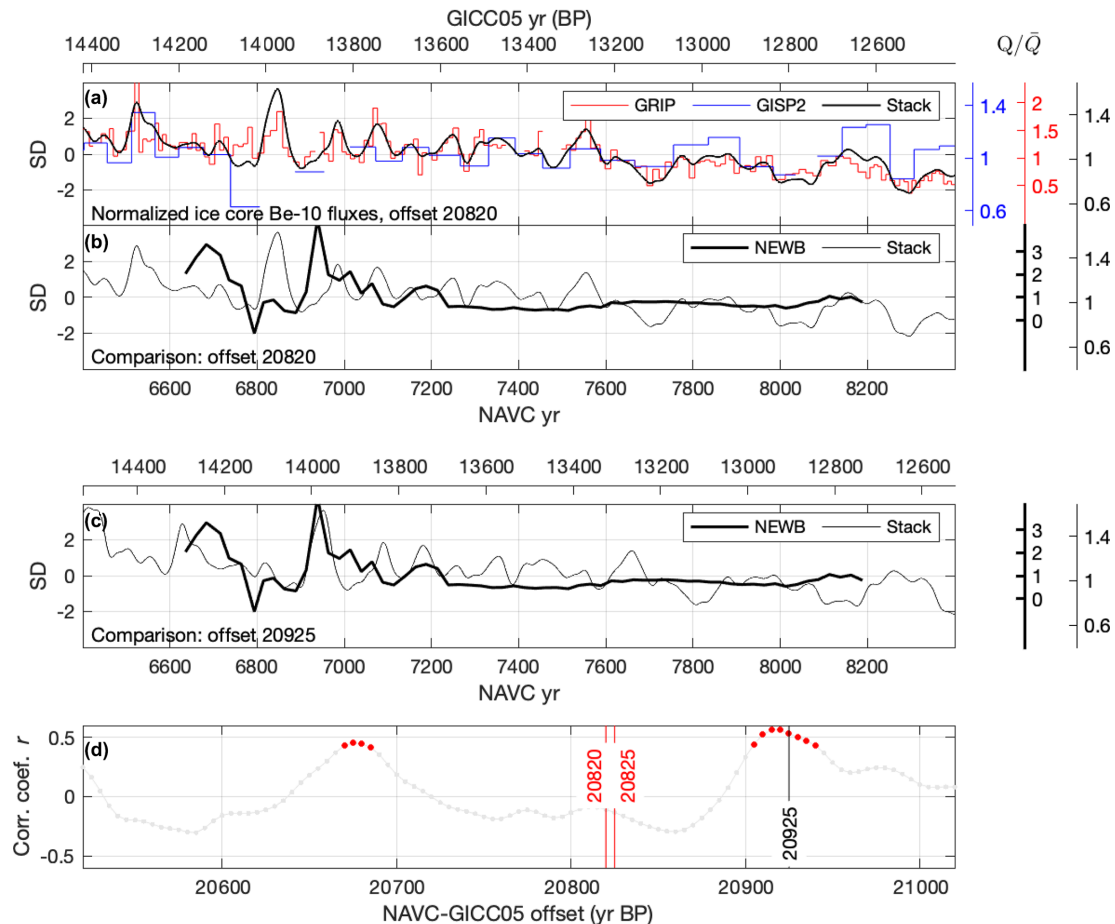 GICC05 yr (BP)
14400 14200 14000 13800 13600 13400 13200 13000 12800 12600
Q/Q̄
(a)
GRIP GISP2 Stack
2
0
-2
SD
1.4
1
0.6
2
1.5
1
0.5
1.4
1
0.6
Normalized ice core Be-10 fluxes, offset 20820
(b)
NEWB Stack
2
0
-2
SD
3
2
1
0
1.4
1
0.6
Comparison: offset 20820
6600 6800 7000 7200 7400 7600 7800 8000 8200
NAVC yr
14400 14200 14000 13800 13600 13400 13200 13000 12800 12600
(c)
NEWB Stack
2
0
-2
SD
3
2
1
0
1.4
1
0.6
Comparison: offset 20925
6600 6800 7000 7200 7400 7600 7800 8000 8200
NAVC yr
(d)
0.5
0
-0.5
Corr. coef. r
20820
20825
20925
20600 20700 20800 20900 21000
NAVC-GICC05 offset (yr BP)